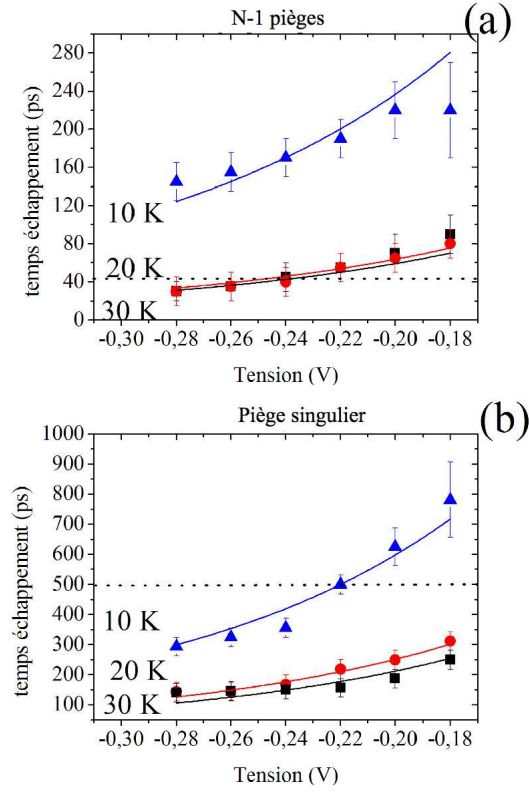 N-1 pièges
(a)
280
240
200
160
120
80
40
0
temps échappement (ps)
10 K
20 K
30 K
-0,30 -0,28 -0,26 -0,24 -0,22 -0,20 -0,18
Tension (V)
Piège singulier
(b)
1000
900
800
700
600
500
400
300
200
100
temps échappement (ps)
10 K
20 K
30 K
-0,30 -0,28 -0,26 -0,24 -0,22 -0,20 -0,18
Tension (V)